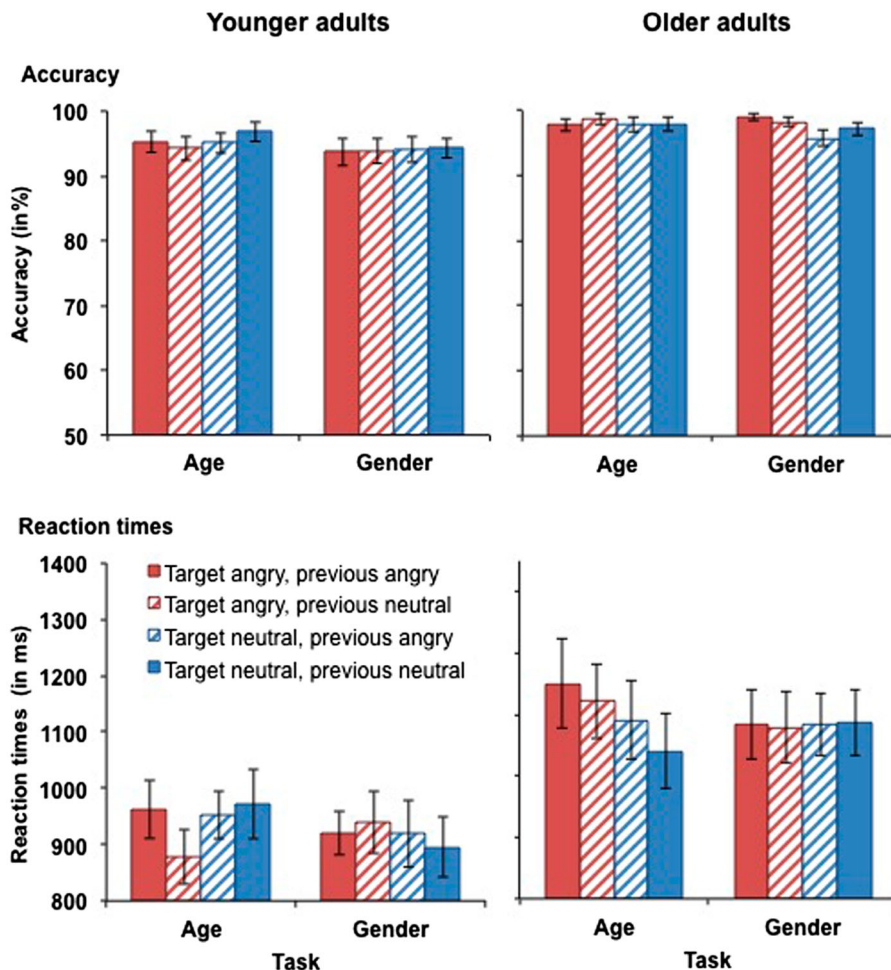 Younger adults
Older adults
Accuracy
100
90
80
70
60
50
Accuracy (in%)
Age
Gender
Age
Gender
Reaction times
1400
1300
1200
1100
1000
900
800
Reaction times (in ms)
Target angry, previous angry
Target angry, previous neutral
Target neutral, previous angry
Target neutral, previous neutral
Age
Gender
Age
Gender
Task
Task